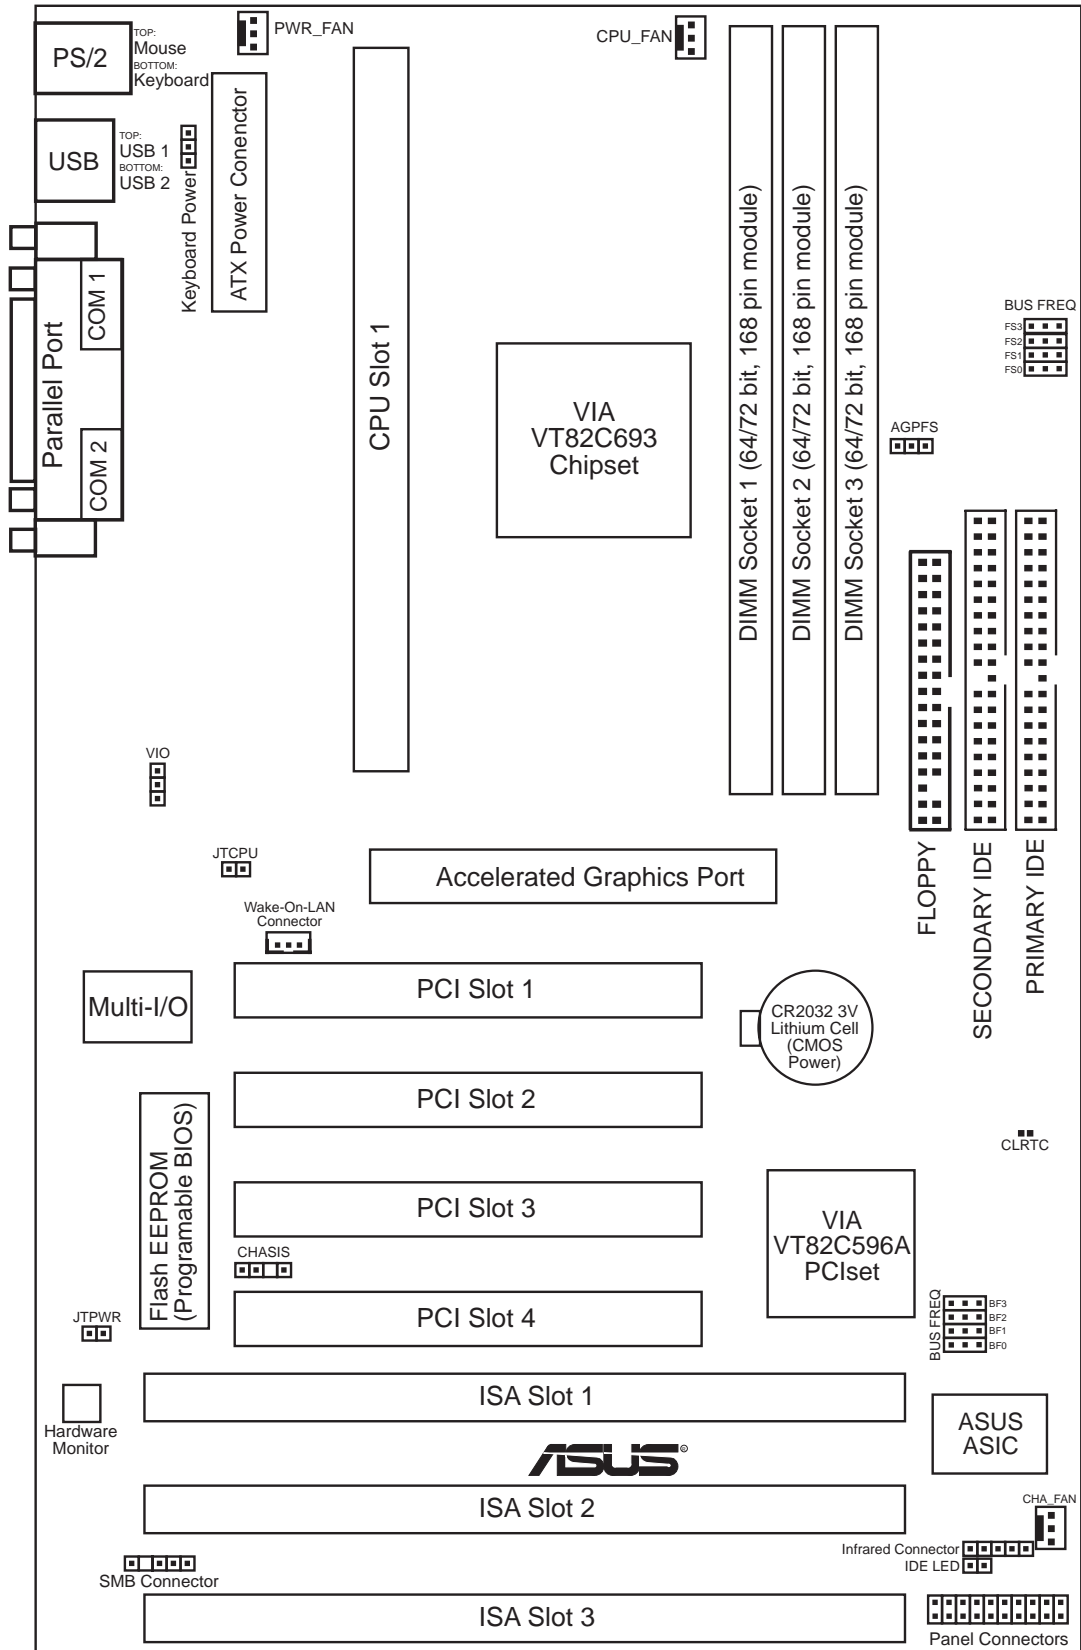 PWR_FAN
CPU_FAN
PS/2
TOP:
Mouse
BOTTOM:
Keyboard
USB
TOP:
USB 1
BOTTOM:
USB 2
Keyboard Power
ATX Power Conenctor
Parallel Port
COM 1
COM 2
CPU Slot 1
VIA
VT82C693
Chipset
DIMM Socket 1 (64/72 bit, 168 pin module)
DIMM Socket 2 (64/72 bit, 168 pin module)
DIMM Socket 3 (64/72 bit, 168 pin module)
BUS FREQ
FS3
FS2
FS1
FS0
AGPFS
FLOPPY
SECONDARY IDE
PRIMARY IDE
VIO
JTCPU
Accelerated Graphics Port
Wake-On-LAN
Connector
Multi-I/O
PCI Slot 1
CR2032 3V
Lithium Cell
(CMOS
Power)
PCI Slot 2
Flash EEPROM
(Programable BIOS)
CLRTC
PCI Slot 3
VIA
VT82C596A
PCIset
CHASIS
PCI Slot 4
JTPWR
BUS FREQ
BF3
BF2
BF1
BF0
ISA Slot 1
Hardware
Monitor
ASUS
ASIC
ASUS®
ISA Slot 2
CHA_FAN
Infrared Connector
IDE LED
SMB Connector
ISA Slot 3
Panel Connectors